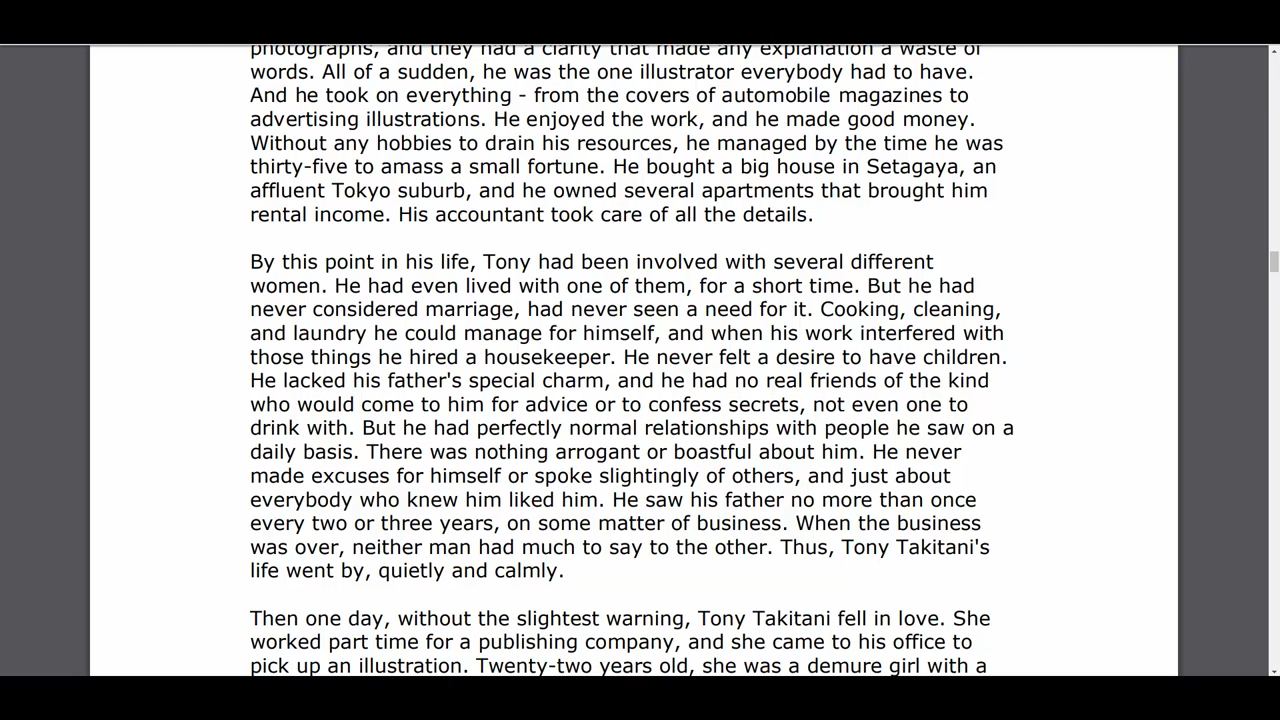 photographs, and they had a clarity that made any explanation a waste of
words. All of a sudden, he was the one illustrator everybody had to have.
And he took on everything - from the covers of automobile magazines to
advertising illustrations. He enjoyed the work, and he made good money.
Without any hobbies to drain his resources, he managed by the time he was
thirty-five to amass a small fortune. He bought a big house in Setagaya, an
affluent Tokyo suburb, and he owned several apartments that brought him
rental income. His accountant took care of all the details.
By this point in his life, Tony had been involved with several different
women. He had even lived with one of them, for a short time. But he had
never considered marriage, had never seen a need for it. Cooking, cleaning,
and laundry he could manage for himself, and when his work interfered with
those things he hired a housekeeper. He never felt a desire to have children.
He lacked his father's special charm, and he had no real friends of the kind
who would come to him for advice or to confess secrets, not even one to
drink with. But he had perfectly normal relationships with people he saw on a
daily basis. There was nothing arrogant or boastful about him. He never
made excuses for himself or spoke slightingly of others, and just about
everybody who knew him liked him. He saw his father no more than once
every two or three years, on some matter of business. When the business
was over, neither man had much to say to the other. Thus, Tony Takitani's
life went by, quietly and calmly.
Then one day, without the slightest warning, Tony Takitani fell in love. She
worked part time for a publishing company, and she came to his office to
pick up an illustration. Twenty-two years old, she was a demure girl with a